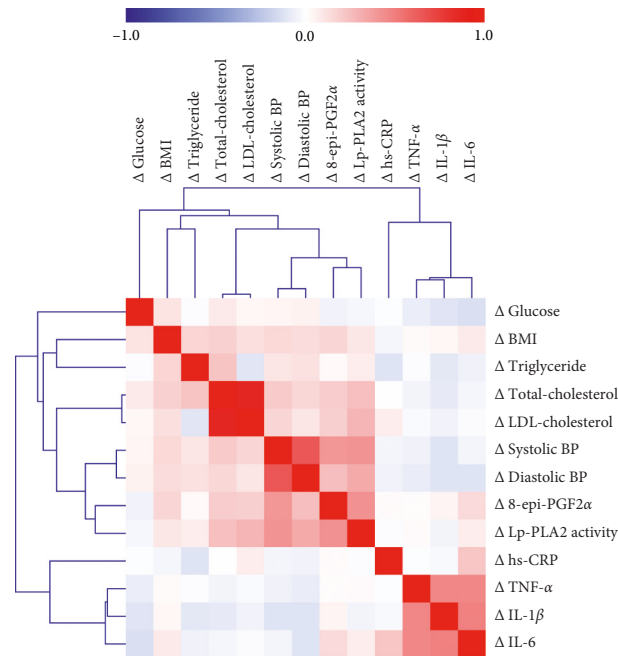 −1.0 0.0 1.0
Δ Glucose
Δ BMI
Δ Triglyceride
Δ Total-cholesterol
Δ LDL-cholesterol
Δ Systolic BP
Δ Diastolic BP
Δ 8-epi-PGF2α
Δ Lp-PLA2 activity
Δ hs-CRP
Δ TNF-α
Δ IL-1β
Δ IL-6
Δ Glucose
Δ BMI
Δ Triglyceride
Δ Total-cholesterol
Δ LDL-cholesterol
Δ Systolic BP
Δ Diastolic BP
Δ 8-epi-PGF2α
Δ Lp-PLA2 activity
Δ hs-CRP
Δ TNF-α
Δ IL-1β
Δ IL-6